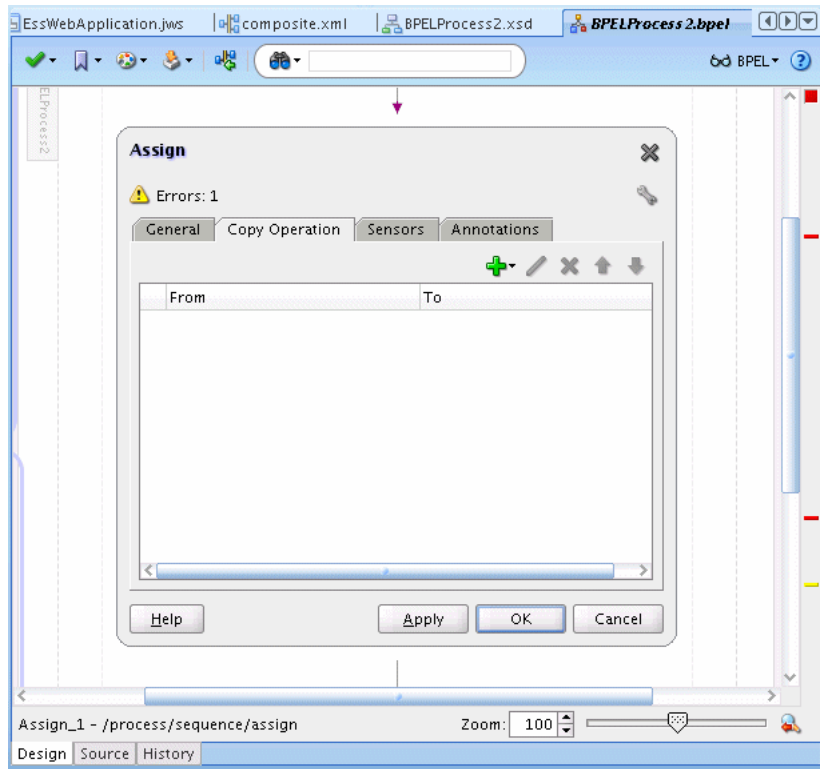 EssWebApplication.jws composite.xml BPELProcess2.xsd BPELProcess2.bpel
BPEL
ELProcess2
Assign
Errors: 1
General Copy Operation Sensors Annotations
From To
Help Apply OK Cancel
Assign_1 - /process/sequence/assign Zoom: 100
Design Source History